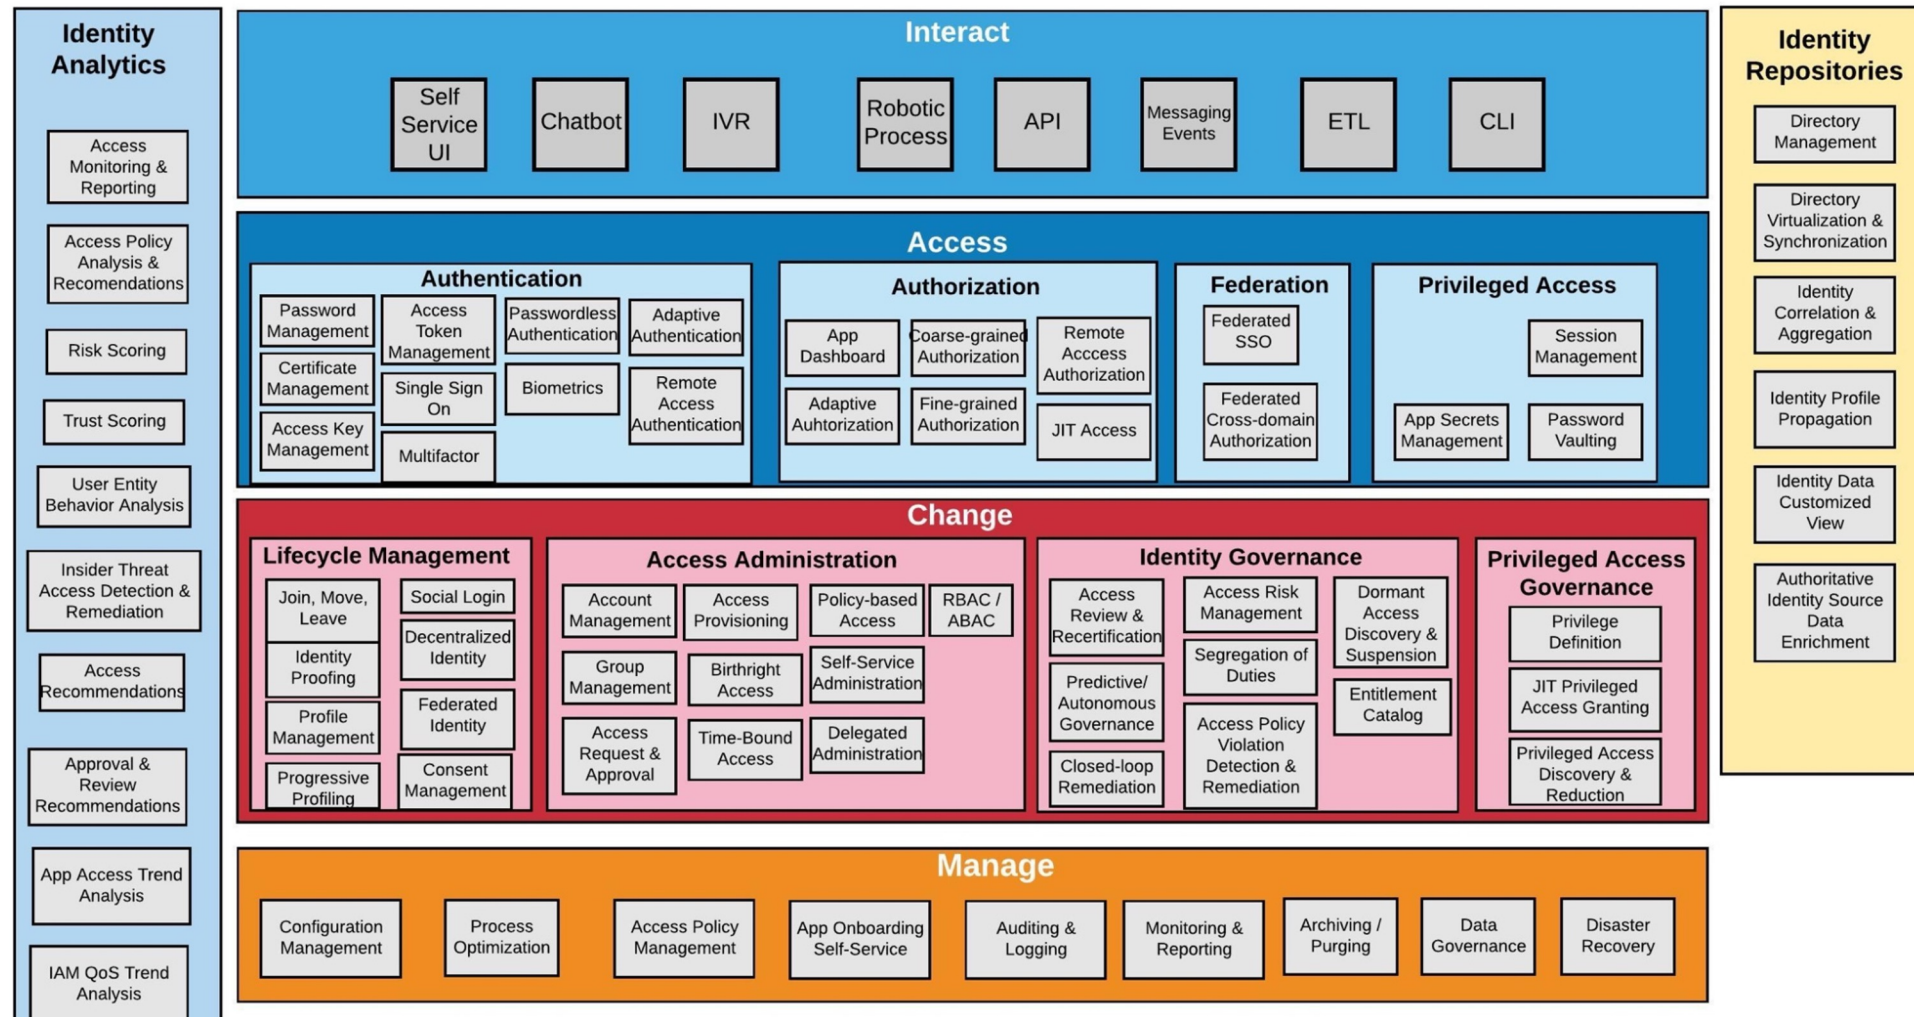 Identity
Analytics
Access
Monitoring &
Reporting
Access Policy
Analysis &
Recomendations
Risk Scoring
Trust Scoring
User Entity
Behavior Analysis
Insider Threat
Access Detection &
Remediation
Access
Recommendations
Approval &
Review
Recommendations
App Access Trend
Analysis
IAM QoS Trend
Analysis
Interact
Self
Service
UI
Chatbot
IVR
Robotic
Process
API
Messaging
Events
ETL
CLI
Access
Authentication
Password
Management
Certificate
Management
Access Key
Management
Access
Token
Management
Single Sign
On
Multifactor
Passwordless
Authentication
Biometrics
Adaptive
Authentication
Remote
Access
Authentication
Authorization
App
Dashboard
Adaptive
Auhtorization
Coarse-grained
Authorization
Fine-grained
Authorization
Remote
Acccess
Authorization
JIT Access
Federation
Federated
SSO
Federated
Cross-domain
Authorization
Privileged Access
Session
Management
App Secrets
Management
Password
Vaulting
Change
Lifecycle Management
Join, Move,
Leave
Identity
Proofing
Profile
Management
Progressive
Profiling
Social Login
Decentralized
Identity
Federated
Identity
Consent
Management
Access Administration
Account
Management
Group
Management
Access
Request &
Approval
Access
Provisioning
Birthright
Access
Time-Bound
Access
Policy-based
Access
Self-Service
Administration
Delegated
Administration
RBAC /
ABAC
Identity Governance
Access
Review &
Recertification
Predictive/
Autonomous
Governance
Closed-loop
Remediation
Access Risk
Management
Segregation of
Duties
Access Policy
Violation
Detection &
Remediation
Dormant
Access
Discovery &
Suspension
Entitlement
Catalog
Privileged Access
Governance
Privilege
Definition
JIT Privileged
Access Granting
Privileged Access
Discovery &
Reduction
Manage
Configuration
Management
Process
Optimization
Access Policy
Management
App Onboarding
Self-Service
Auditing &
Logging
Monitoring &
Reporting
Archiving /
Purging
Data
Governance
Disaster
Recovery
Identity
Repositories
Directory
Management
Directory
Virtualization &
Synchronization
Identity
Correlation &
Aggregation
Identity Profile
Propagation
Identity Data
Customized
View
Authoritative
Identity Source
Data
Enrichment